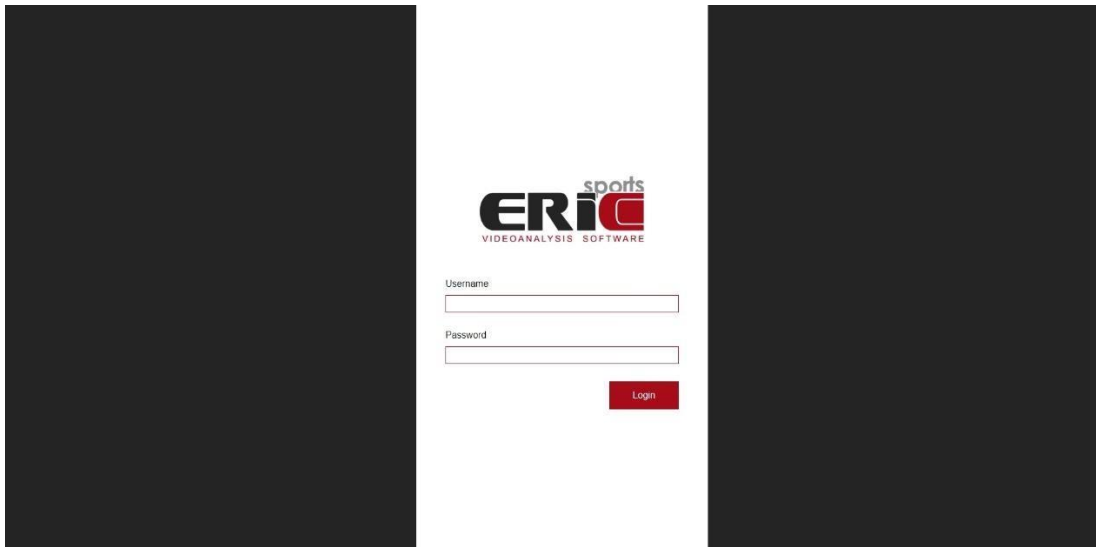 sports
ERiC
VIDEOANALYSIS SOFTWARE
Username
Password
Login